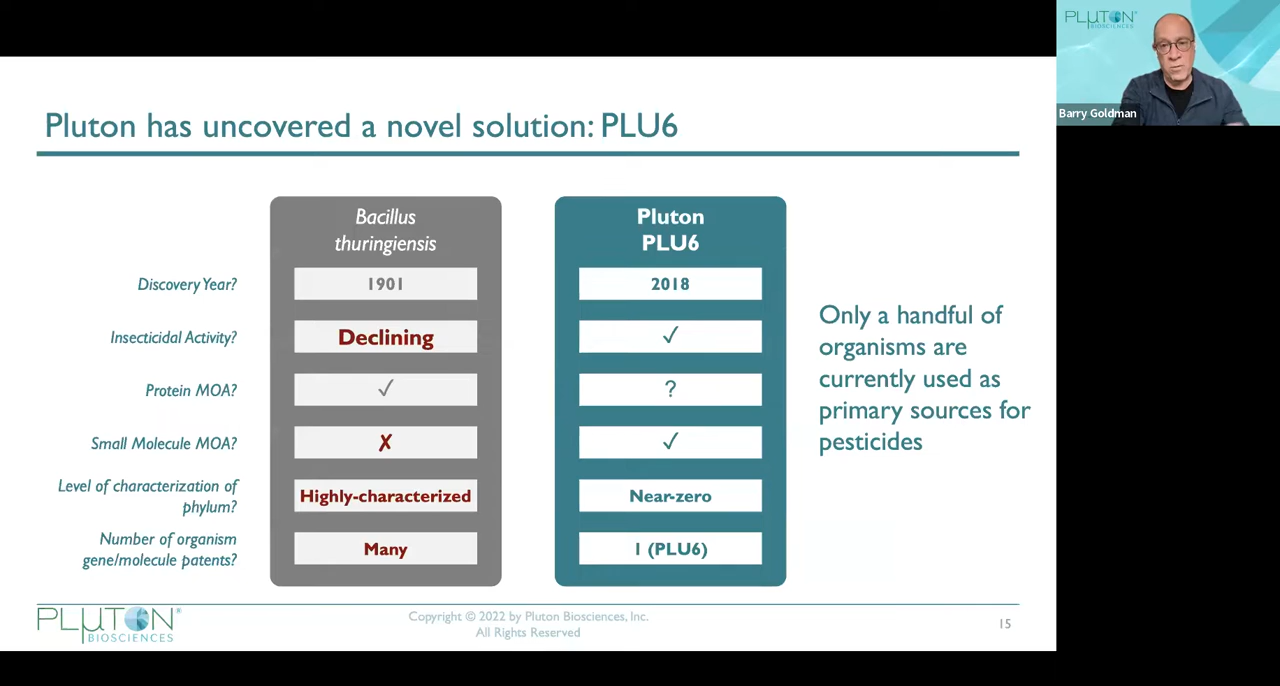 Pluton has uncovered a novel solution: PLU6
Bacillus
thuringiensis
Pluton
PLU6
Discovery Year?
1901
2018
Insecticidal Activity?
Declining
✓
Protein MOA?
✓
?
Small Molecule MOA?
✗
✓
Level of characterization of
phylum?
Highly-characterized
Near-zero
Number of organism
gene/molecule patents?
Many
1 (PLU6)
Only a handful of
organisms are
currently used as
primary sources for
pesticides
PLUTON®
BIOSCIENCES
Copyright © 2022 by Pluton Biosciences, Inc.
All Rights Reserved
15
PLUTON®
BIOSCIENCES
Barry Goldman